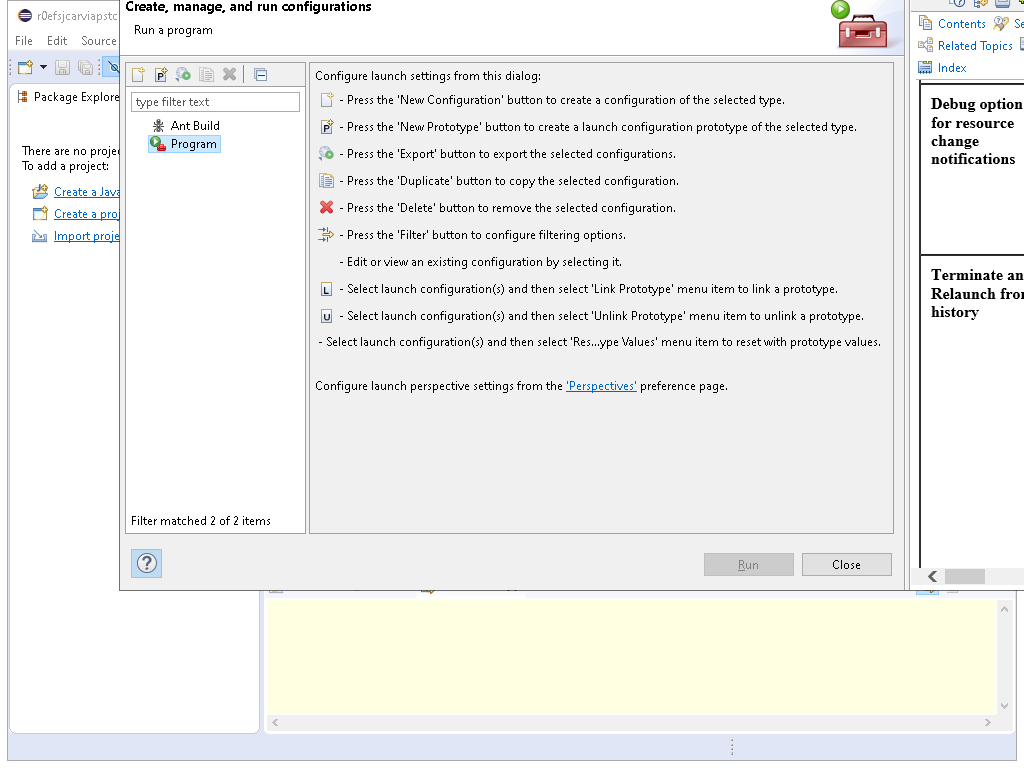 r0efsjcarviapstc
File Edit Source
Package Explore
There are no projec
To add a project:
Create a Java
Create a proj
Import proje
Create, manage, and run configurations
Run a program
type filter text
Ant Build
Program
Filter matched 2 of 2 items
Configure launch settings from this dialog:
- Press the 'New Configuration' button to create a configuration of the selected type.
P - Press the 'New Prototype' button to create a launch configuration prototype of the selected type.
- Press the 'Export' button to export the selected configurations.
- Press the 'Duplicate' button to copy the selected configuration.
- Press the 'Delete' button to remove the selected configuration.
- Press the 'Filter' button to configure filtering options.
- Edit or view an existing configuration by selecting it.
L - Select launch configuration(s) and then select 'Link Prototype' menu item to link a prototype.
U - Select launch configuration(s) and then select 'Unlink Prototype' menu item to unlink a prototype.
- Select launch configuration(s) and then select 'Res...ype Values' menu item to reset with prototype values.
Configure launch perspective settings from the 'Perspectives' preference page.
Run
Close
Contents
Se
Related Topics
Index
Debug option
for resource
change
notifications
Terminate an
Relaunch from
history